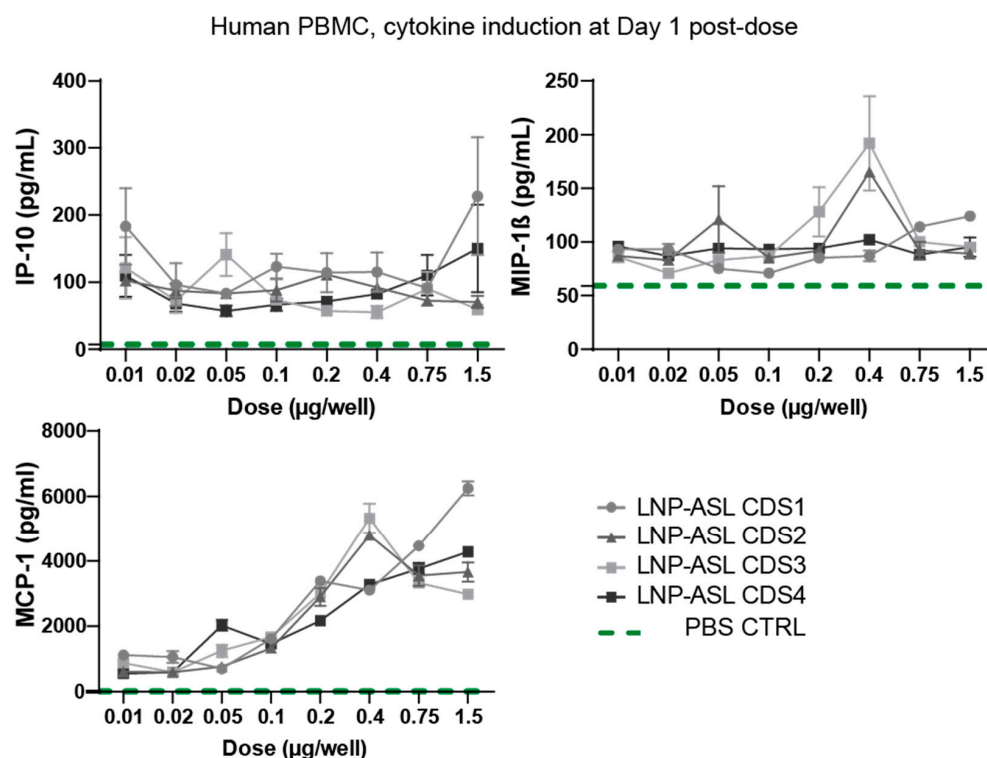 Human PBMC, cytokine induction at Day 1 post-dose
IP-10 (pg/mL)
400
300
200
100
0
0.01 0.02 0.05 0.1 0.2 0.4 0.75 1.5
Dose (µg/well)
MIP-1ß (pg/mL)
250
200
150
100
50
0
0.01 0.02 0.05 0.1 0.2 0.4 0.75 1.5
Dose (µg/well)
MCP-1 (pg/ml)
8000
6000
4000
2000
0
0.01 0.02 0.05 0.1 0.2 0.4 0.75 1.5
Dose (µg/well)
LNP-ASL CDS1
LNP-ASL CDS2
LNP-ASL CDS3
LNP-ASL CDS4
PBS CTRL